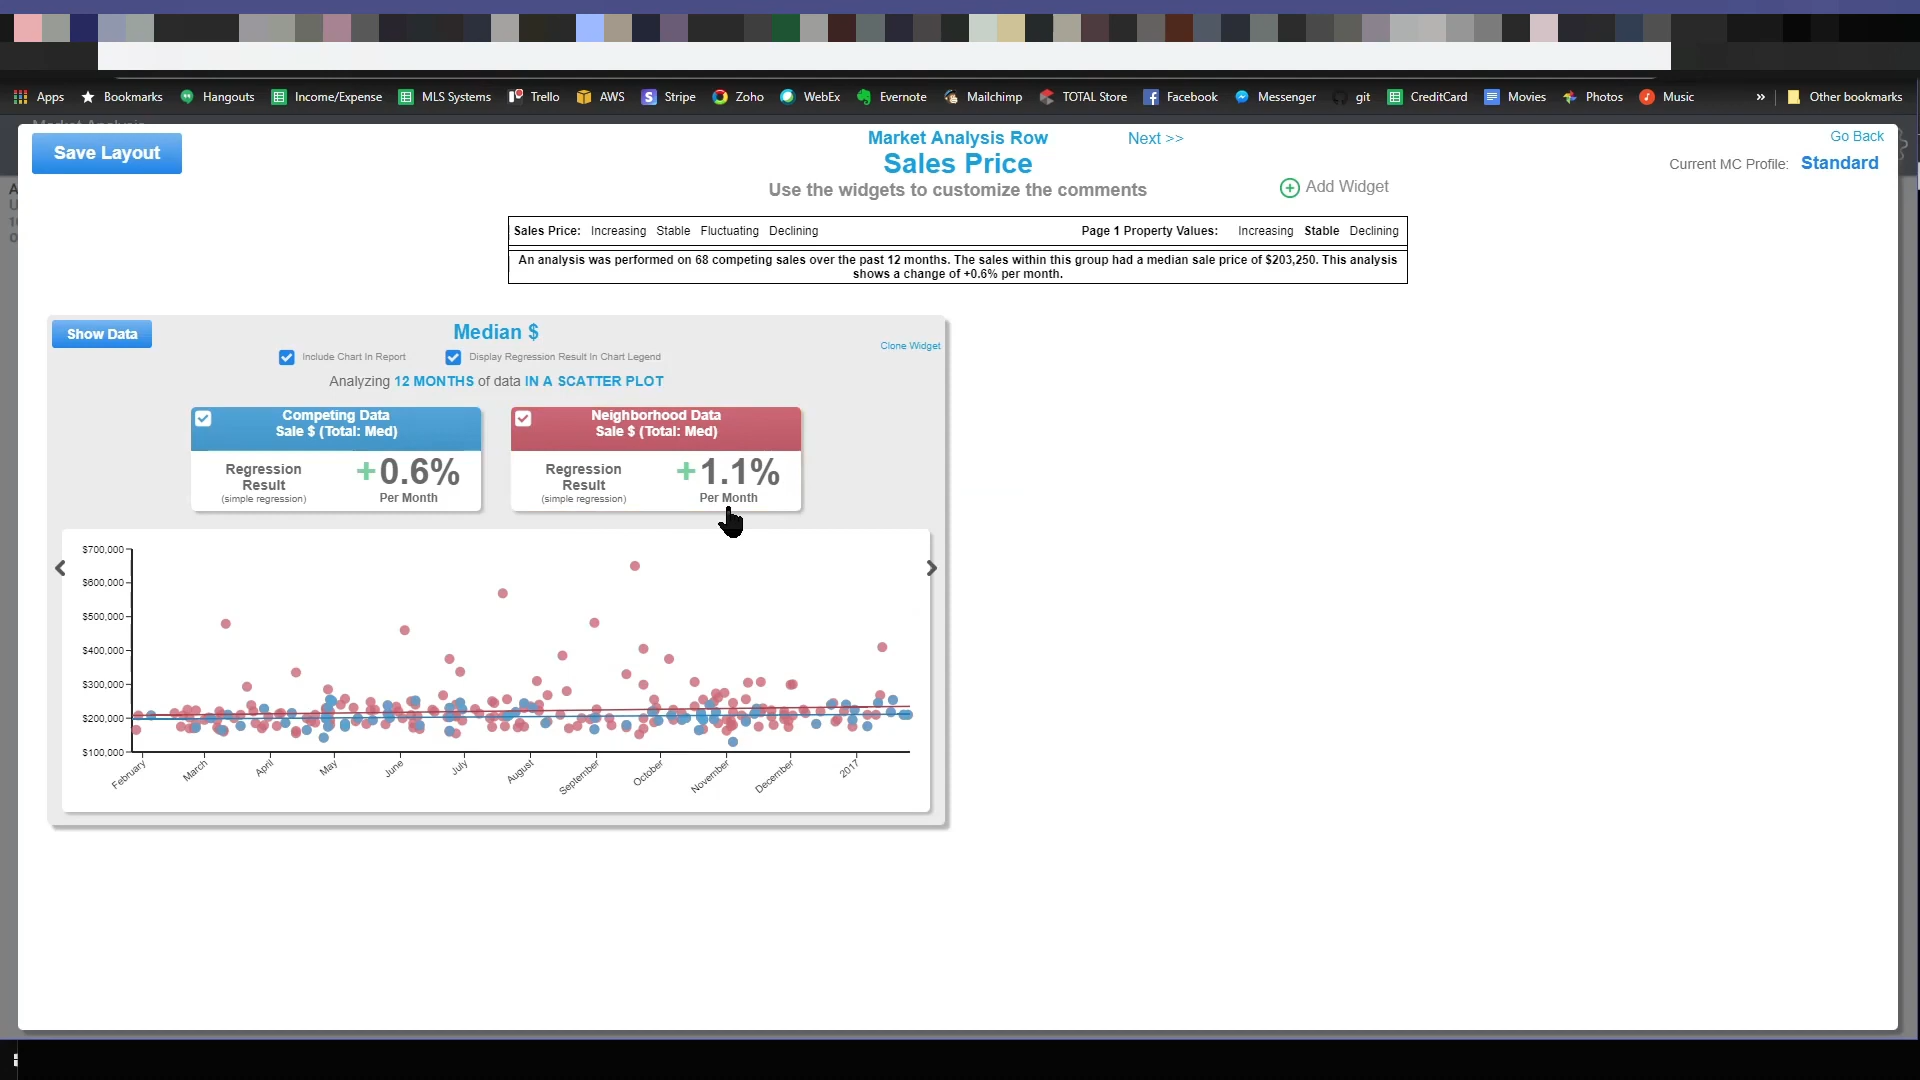 Apps Bookmarks Hangouts Income/Expense MLS Systems Trello AWS Stripe Zoho WebEx Evernote Mailchimp TOTAL Store Facebook Messenger git CreditCard Movies Photos Music » Other bookmarks
Save Layout
Market Analysis Row
Next >>
Go Back
Sales Price
Current MC Profile: Standard
Use the widgets to customize the comments
Add Widget
Sales Price: Increasing Stable Fluctuating Declining Page 1 Property Values: Increasing Stable Declining
An analysis was performed on 68 competing sales over the past 12 months. The sales within this group had a median sale price of $203,250. This analysis
shows a change of +0.6% per month.
Show Data
Median $
Clone Widget
Include Chart In Report Display Regression Result In Chart Legend
Analyzing 12 MONTHS of data IN A SCATTER PLOT
Competing Data
Sale $ (Total: Med)
Regression
Result
(simple regression)
+0.6%
Per Month
Neighborhood Data
Sale $ (Total: Med)
Regression
Result
(simple regression)
+1.1%
Per Month
$700,000
$600,000
$500,000
$400,000
$300,000
$200,000
$100,000
February March April May June July August September October November December 2017